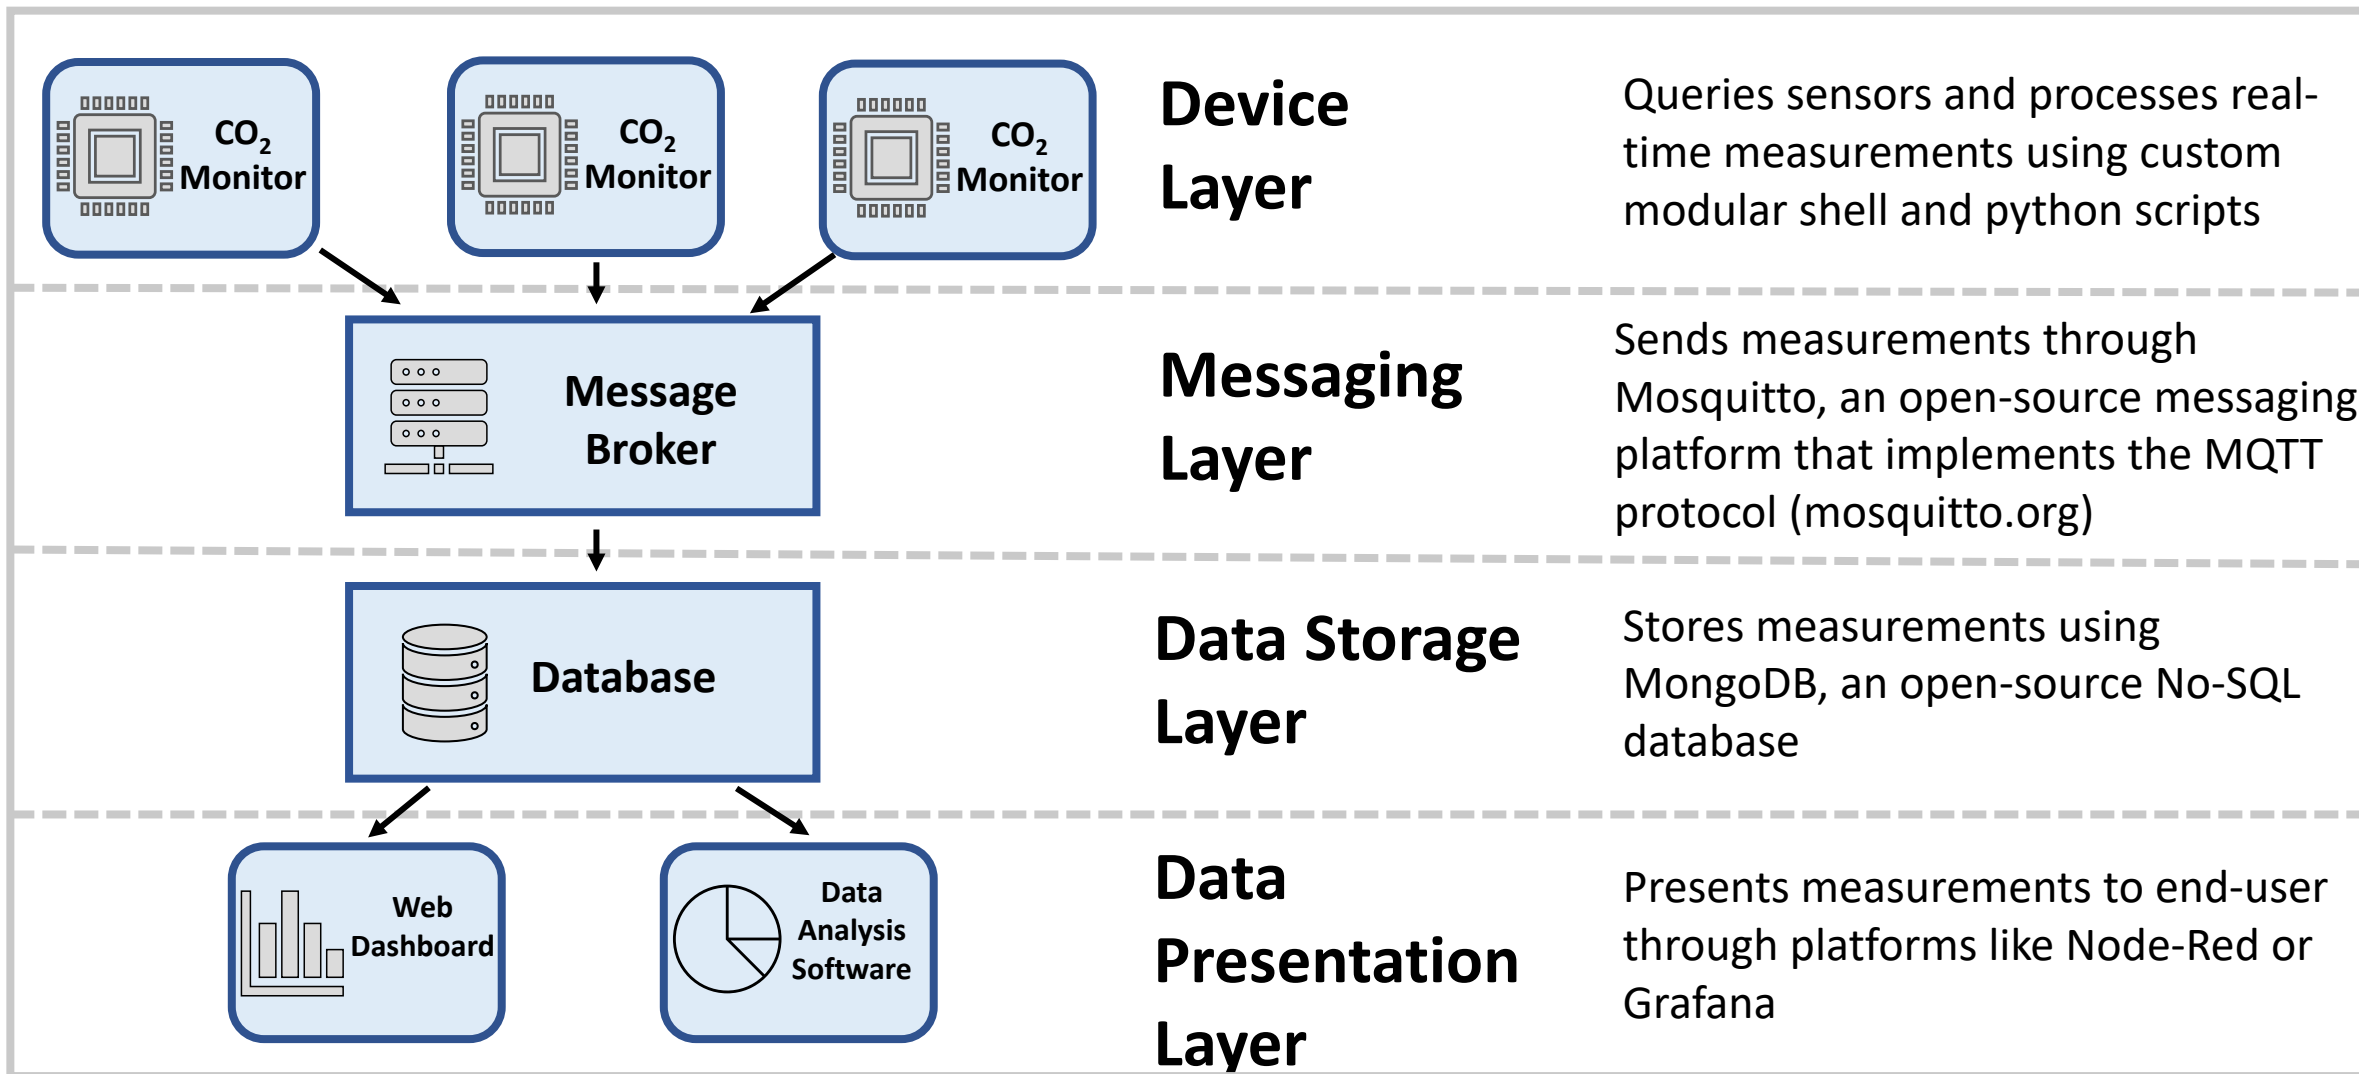 CO₂
Monitor
CO₂
Monitor
CO₂
Monitor
Device
Layer
Queries sensors and processes real-
time measurements using custom
modular shell and python scripts
Message
Broker
Messaging
Layer
Sends measurements through
Mosquitto, an open-source messaging
platform that implements the MQTT
protocol (mosquitto.org)
Database
Data Storage
Layer
Stores measurements using
MongoDB, an open-source No-SQL
database
Web
Dashboard
Data
Analysis
Software
Data
Presentation
Layer
Presents measurements to end-user
through platforms like Node-Red or
Grafana